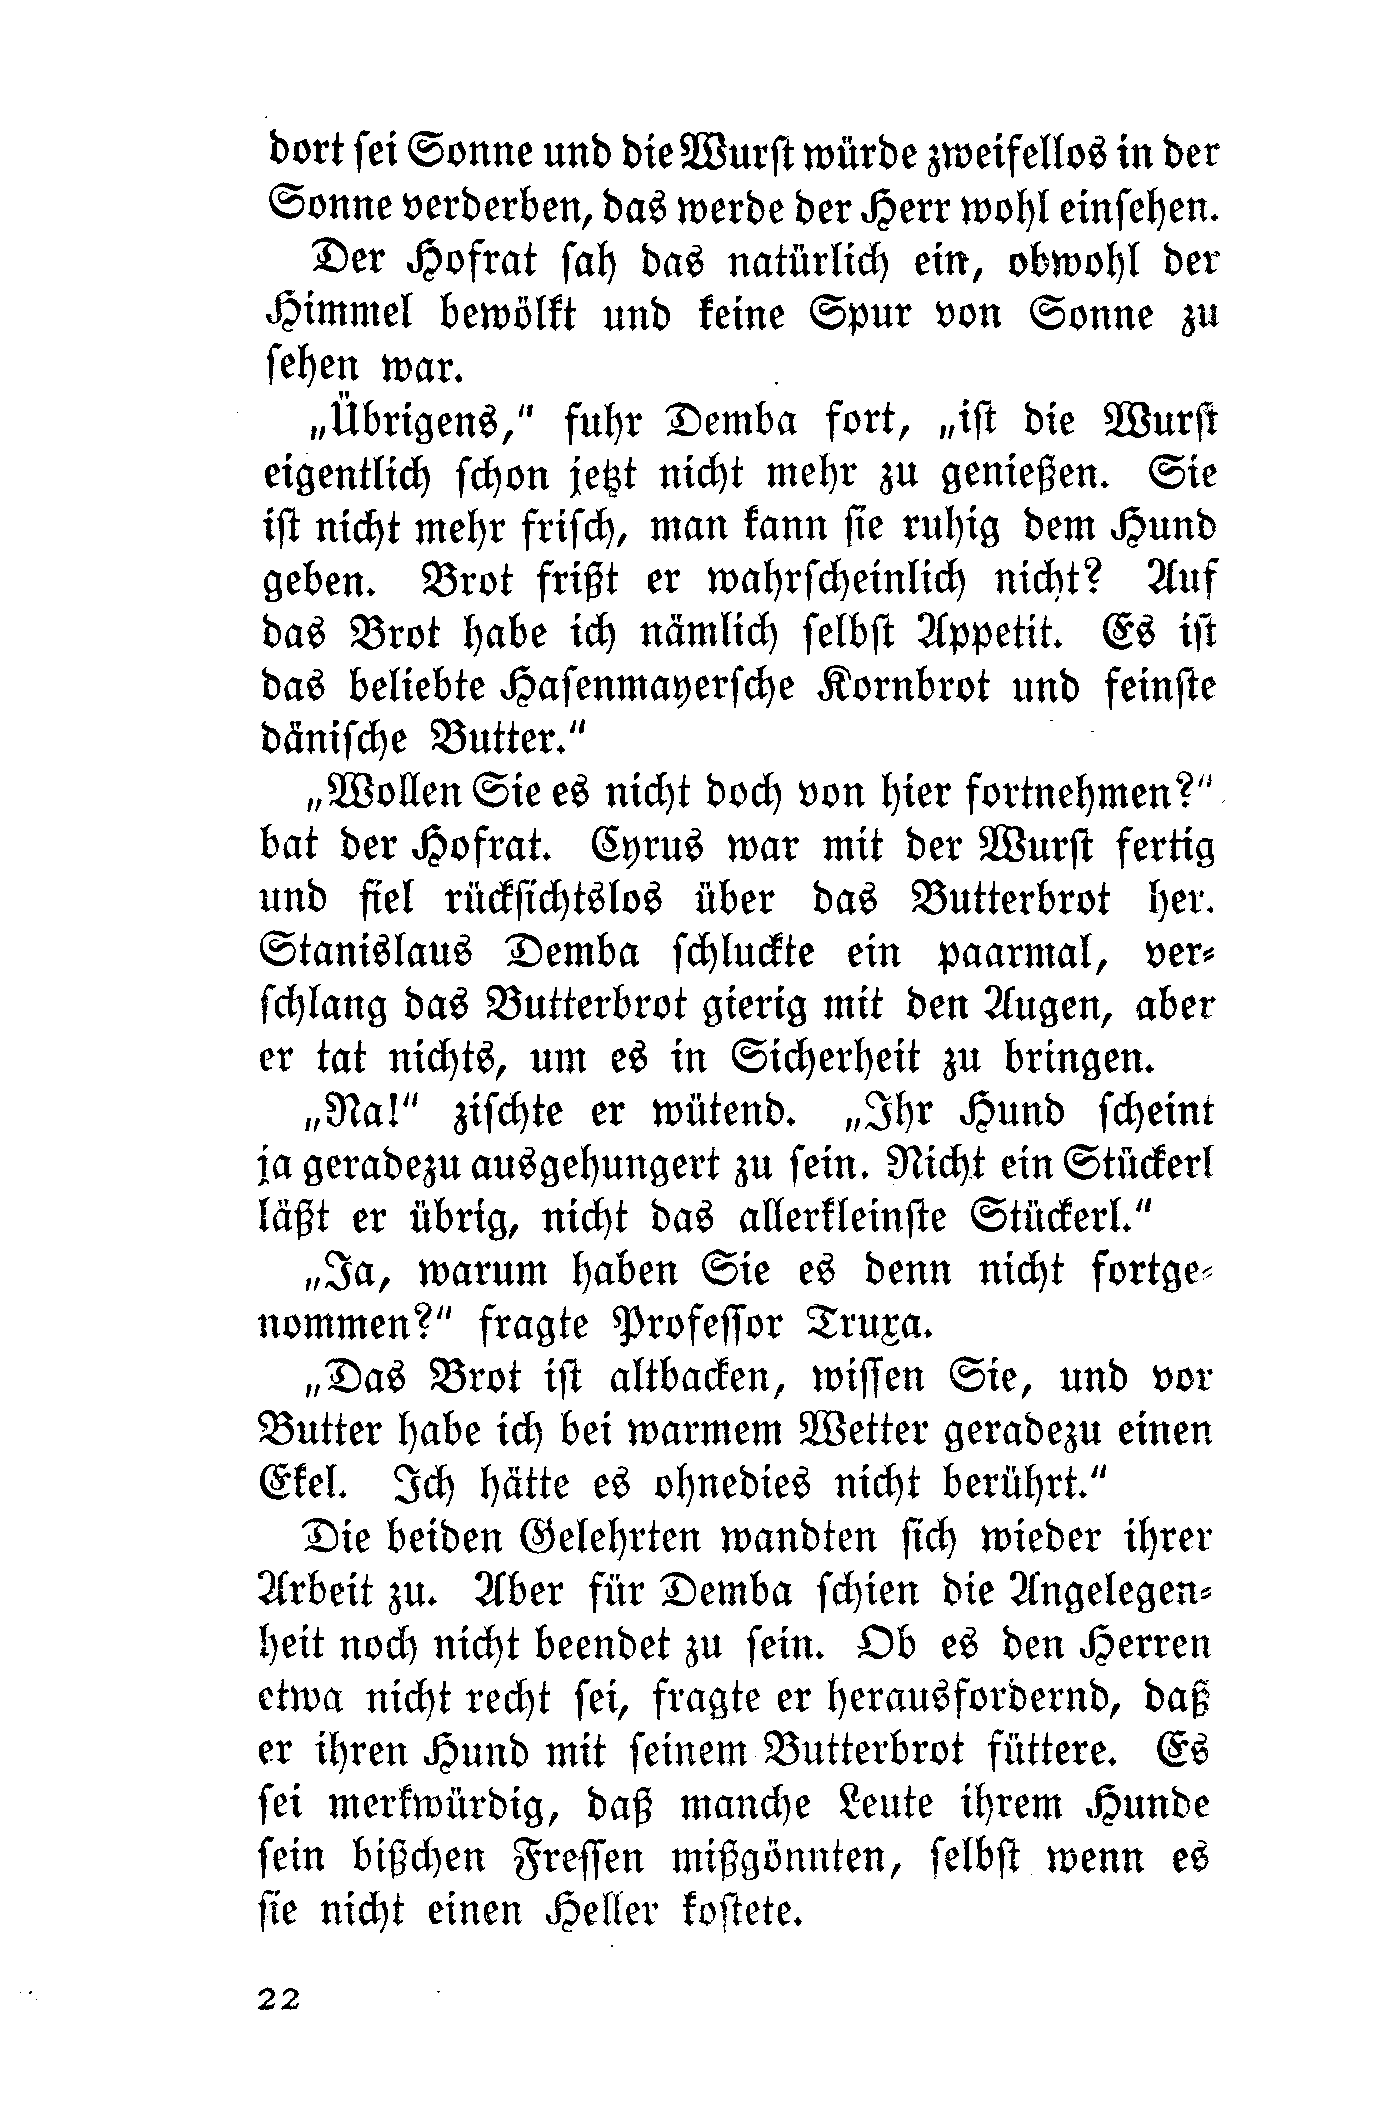 dort sei Sonne und die Wurst würde zweifellos in der
Sonne verderben, das werde der Herr wohl einsehen.
Der Hofrat sah das natürlich ein, obwohl der
Himmel bewölkt und keine Spur von Sonne zu
sehen war.
„Übrigens,“ fuhr Demba fort, „ist die Wurst
eigentlich schon jetzt nicht mehr zu genießen. Sie
ist nicht mehr frisch, man kann sie ruhig dem Hund
geben. Brot frißt er wahrscheinlich nicht? Auf
das Brot habe ich nämlich selbst Appetit. Es ist
das beliebte Hasenmayersche Kornbrot und feinste
dänische Butter.“
„Wollen Sie es nicht doch von hier fortnehmen?“
bat der Hofrat. Cyrus war mit der Wurst fertig
und fiel rücksichtslos über das Butterbrot her.
Stanislaus Demba schluckte ein paarmal, ver-
schlang das Butterbrot gierig mit den Augen, aber
er tat nichts, um es in Sicherheit zu bringen.
„Na!“ zischte er wütend. „Ihr Hund scheint
ja geradezu ausgehungert zu sein. Nicht ein Stückerl
läßt er übrig, nicht das allerkleinste Stückerl.“
„Ja, warum haben Sie es denn nicht fortge-
nommen?“ fragte Professor Truxa.
„Das Brot ist altbacken, wissen Sie, und vor
Butter habe ich bei warmem Wetter geradezu einen
Ekel. Ich hätte es ohnedies nicht berührt.“
Die beiden Gelehrten wandten sich wieder ihrer
Arbeit zu. Aber für Demba schien die Angelegen-
heit noch nicht beendet zu sein. Ob es den Herren
etwa nicht recht sei, fragte er herausfordernd, daß
er ihren Hund mit seinem Butterbrot füttere. Es
sei merkwürdig, daß manche Leute ihrem Hunde
sein bißchen Fressen mißgönnten, selbst wenn es
sie nicht einen Heller kostete.
22